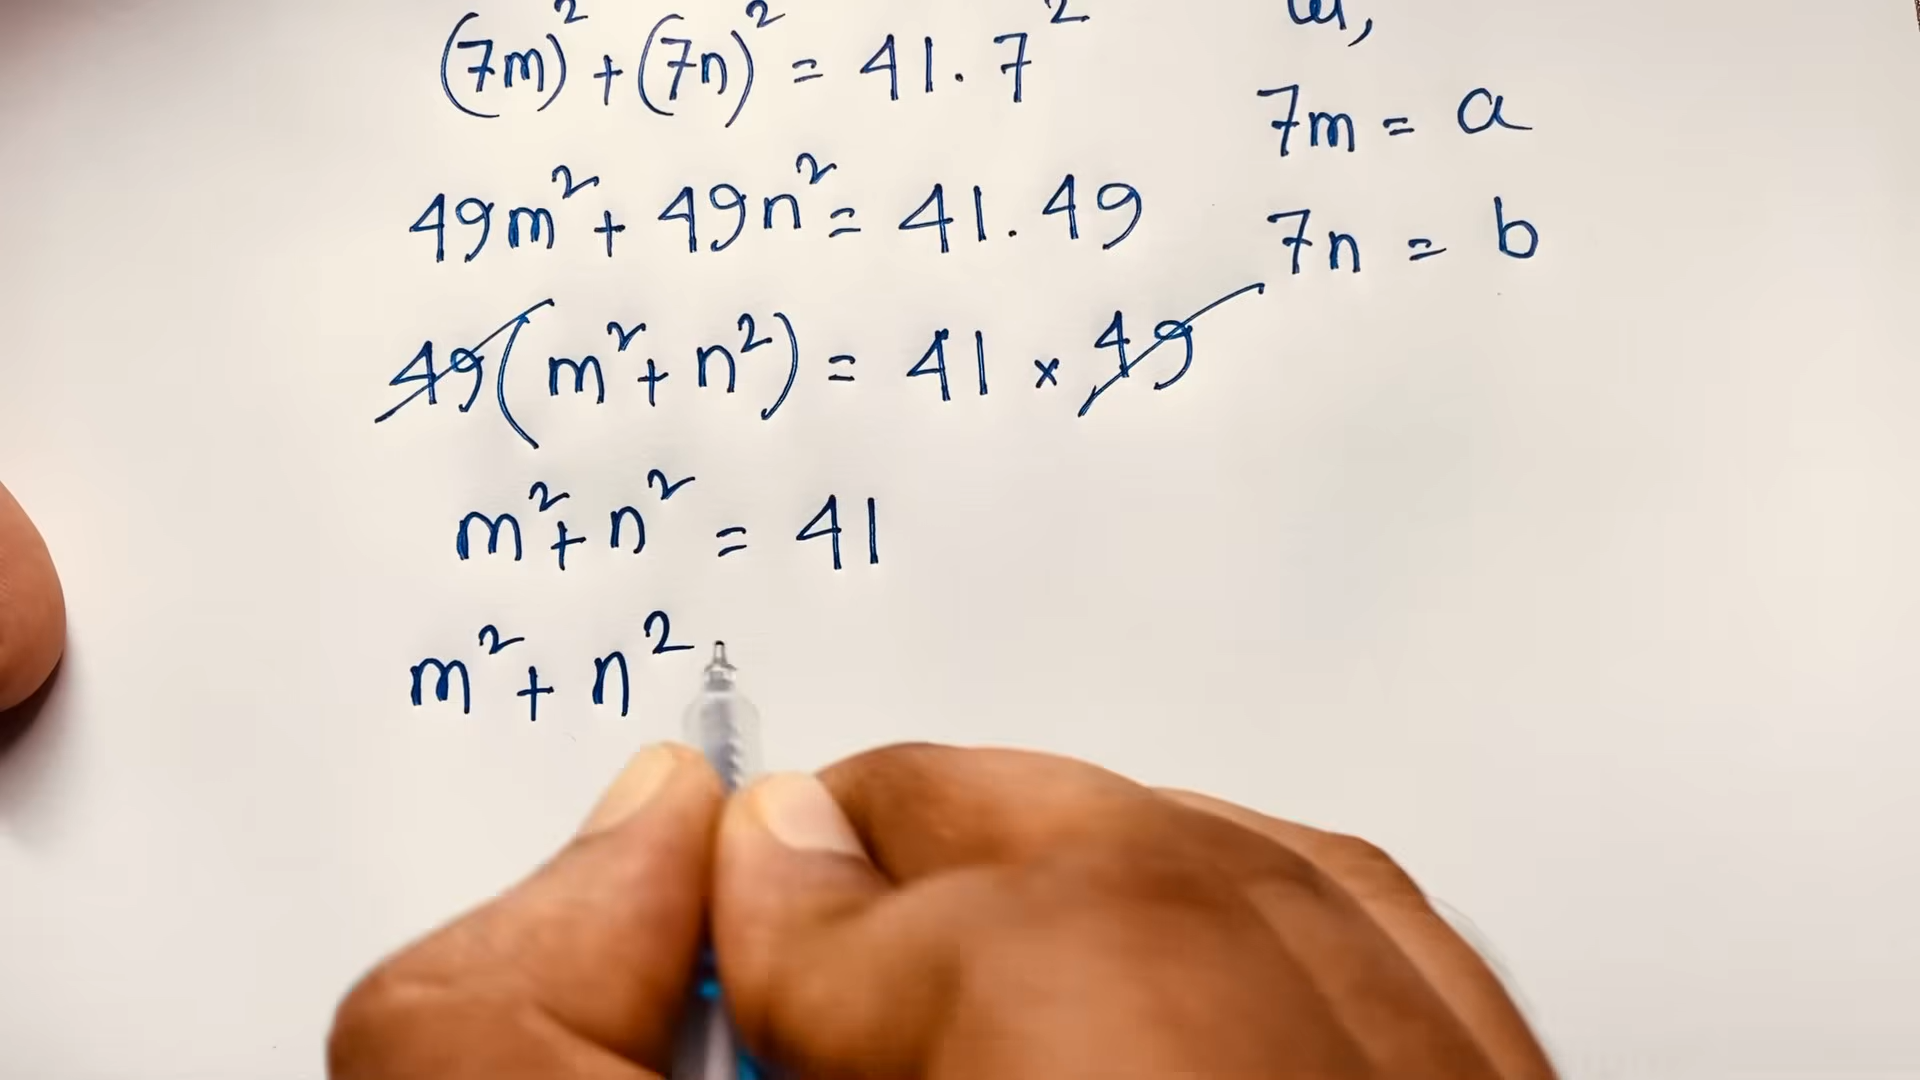 (7m)² + (7n)² = 41.7²
49m² + 49n² = 41.49
49(m² + n²) = 41 × 49
m² + n² = 41
m² + n²
7m = a
7n = b